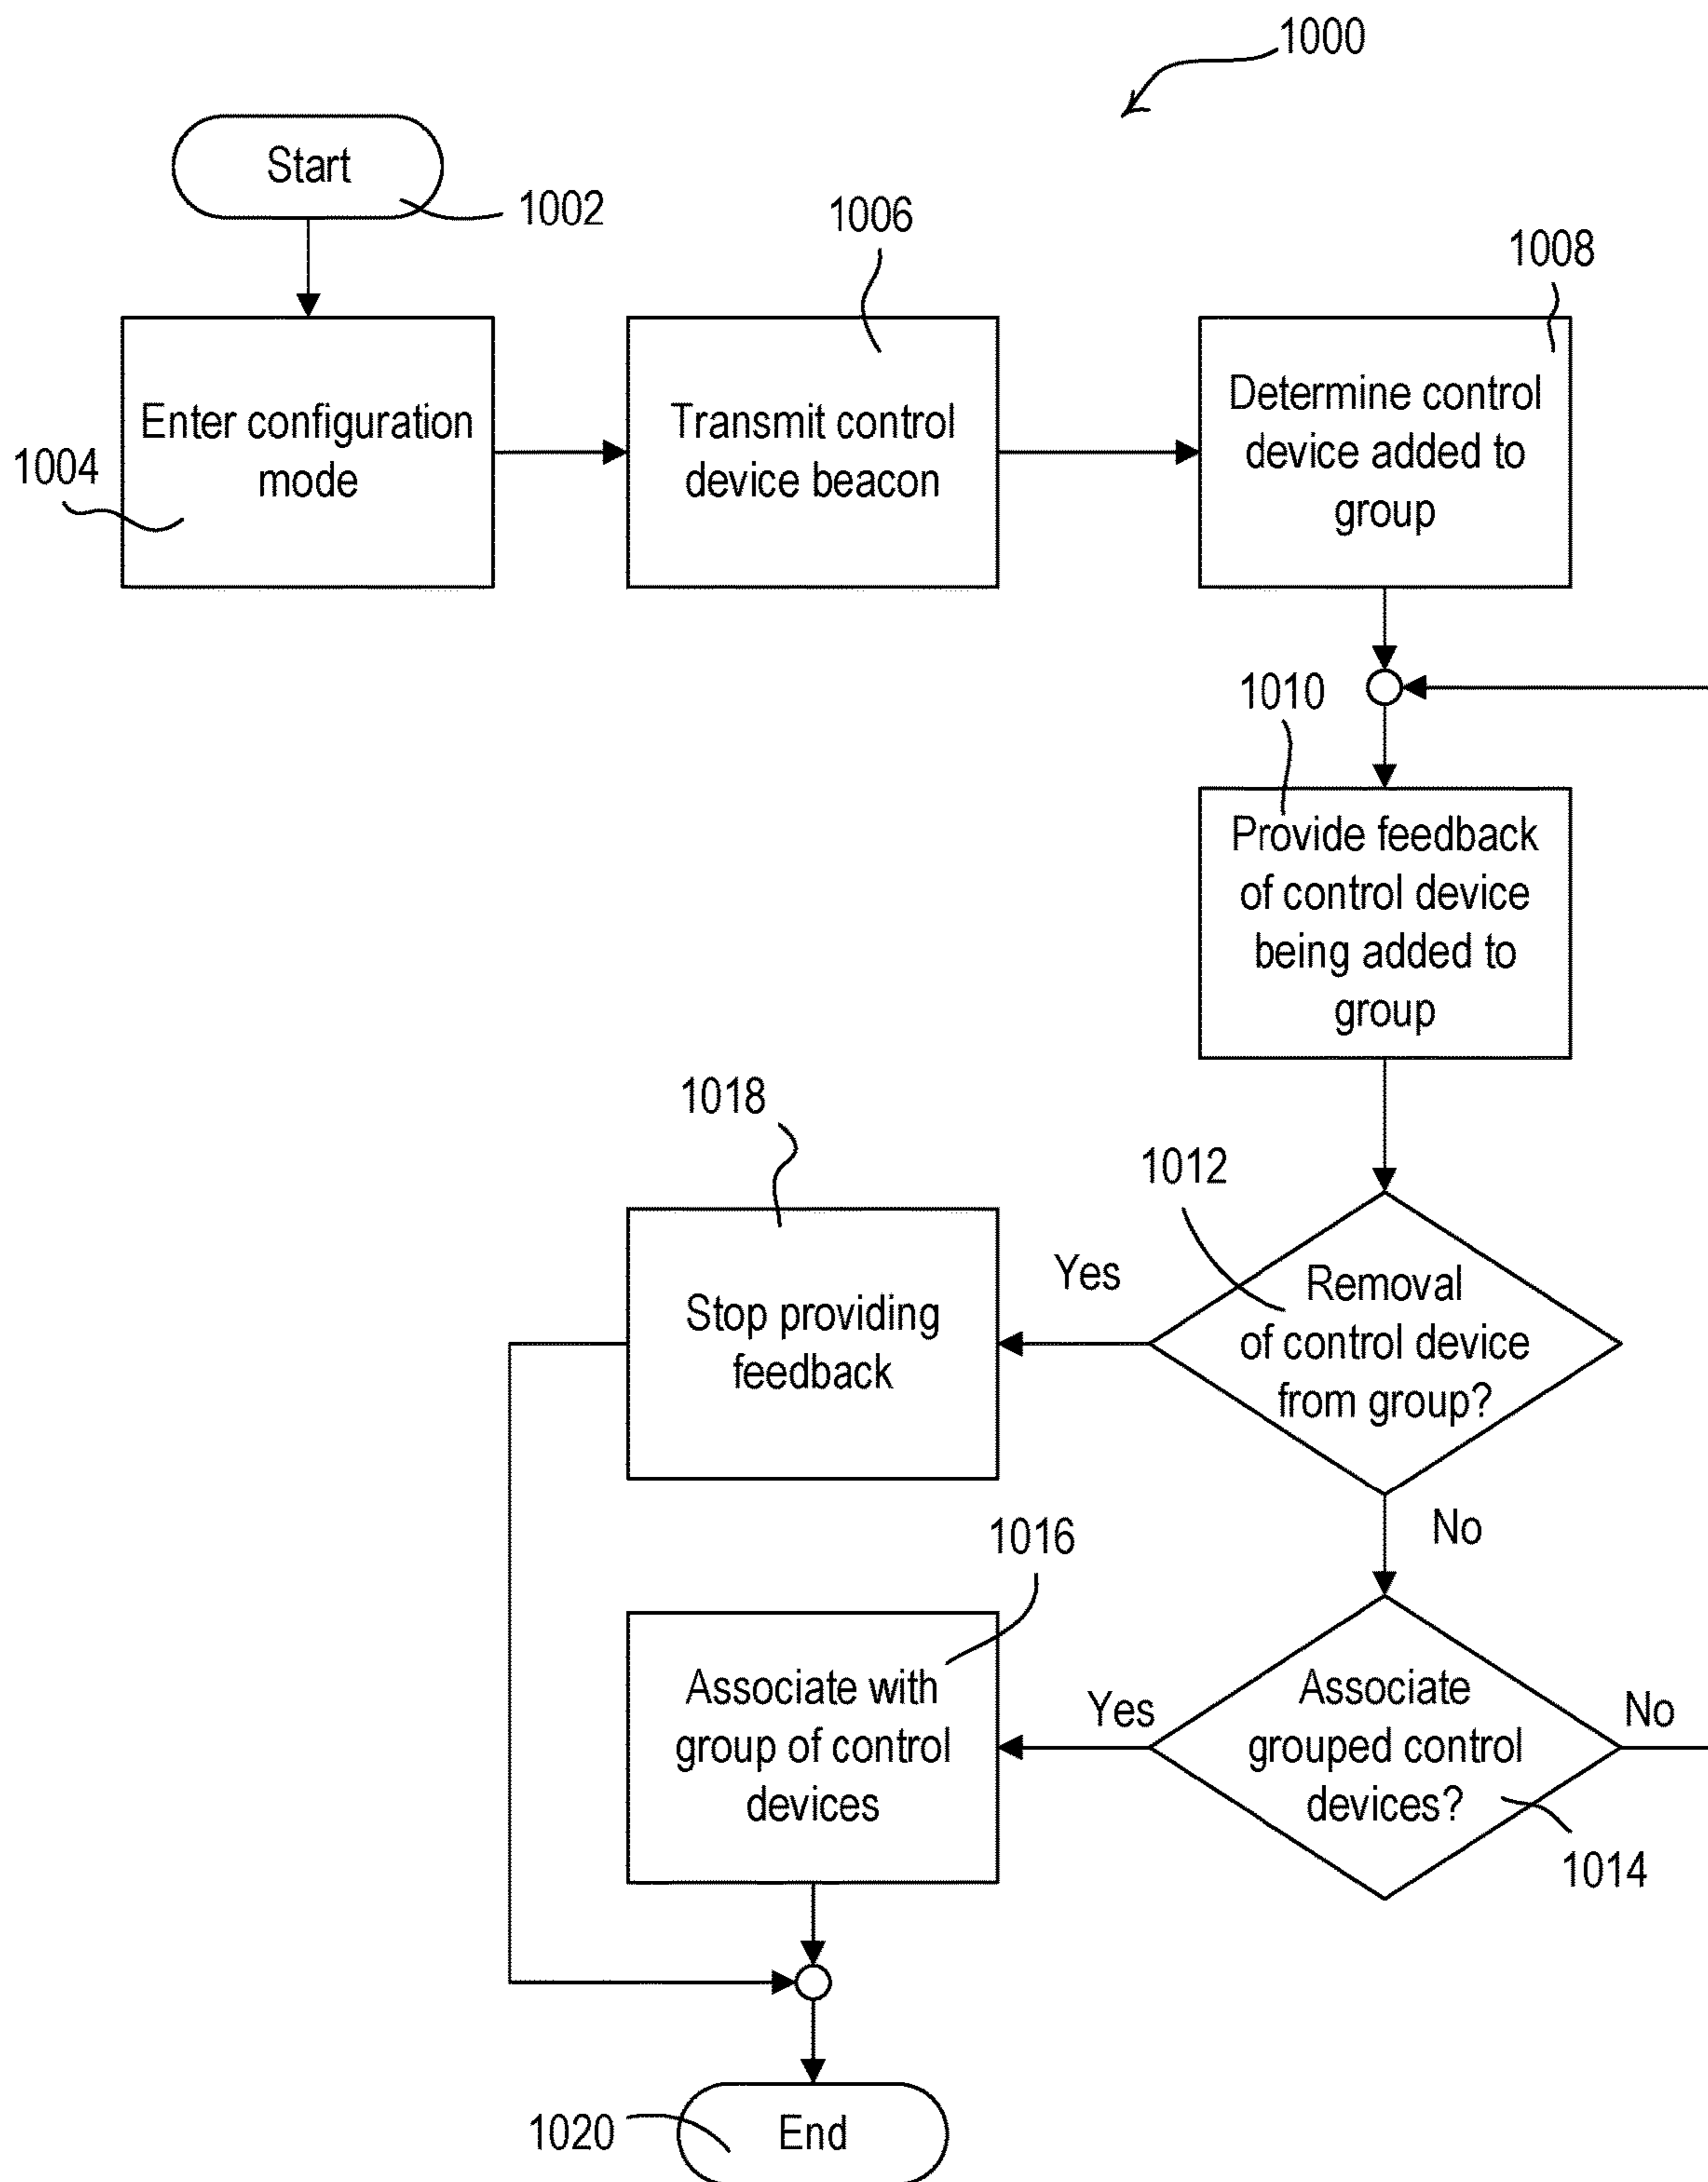 1000
Start
1002
1006
1008
Enter configuration
mode
1004
Transmit control
device beacon
Determine control
device added to
group
1010
Provide feedback
of control device
being added to
group
1018
1012
Stop providing
feedback
Yes
Removal
of control device
from group?
No
1016
Associate with
group of control
devices
Yes
Associate
grouped control
devices?
No
1014
End
1020